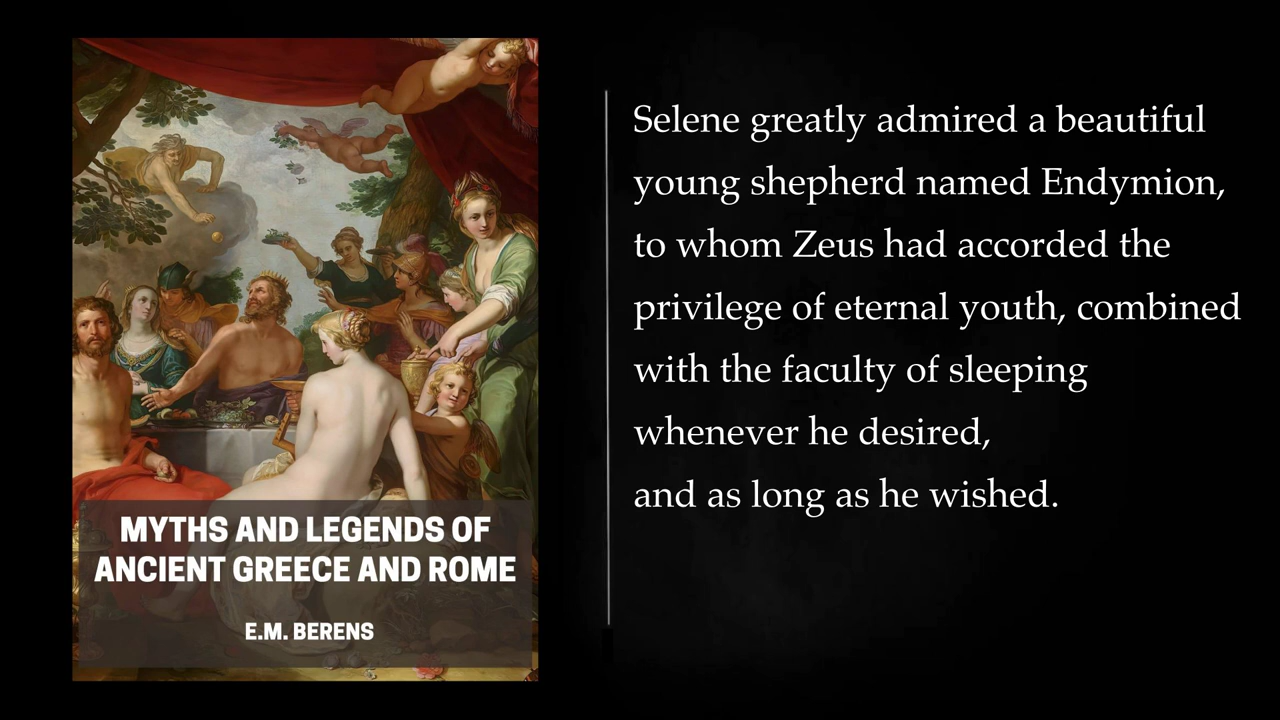 MYTHS AND LEGENDS OF
ANCIENT GREECE AND ROME
E.M. BERENS
Selene greatly admired a beautiful
young shepherd named Endymion,
to whom Zeus had accorded the
privilege of eternal youth, combined
with the faculty of sleeping
whenever he desired,
and as long as he wished.